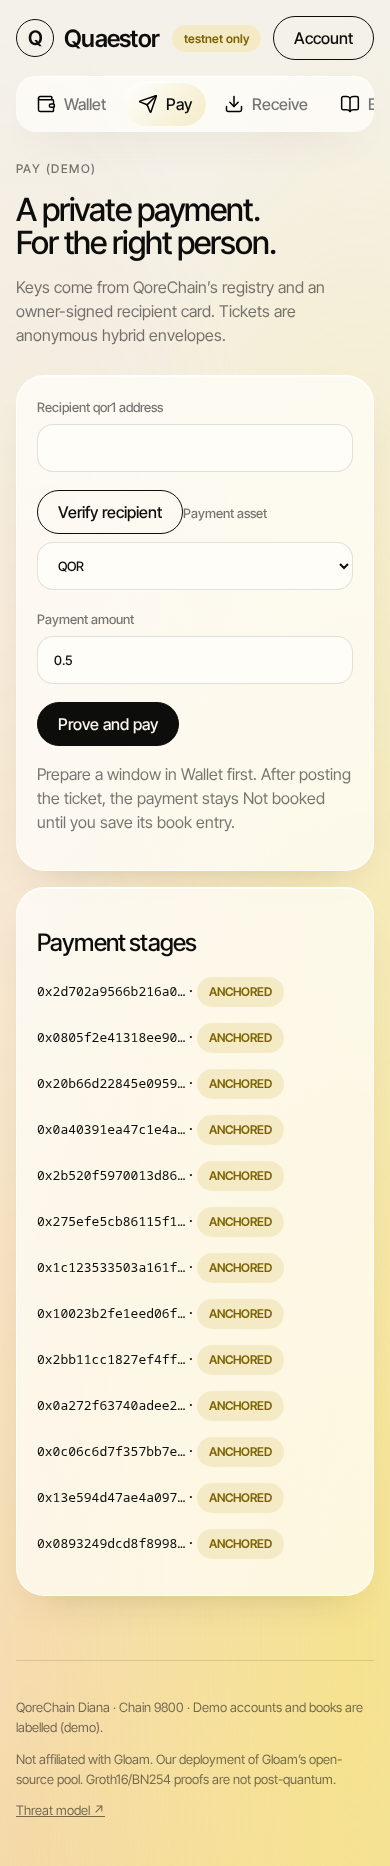 Q Quaestor testnet only Account
Wallet Pay Receive
PAY (DEMO)
A private payment.
For the right person.
Keys come from QoreChain’s registry and an
owner-signed recipient card. Tickets are
anonymous hybrid envelopes.
Recipient qor1 address
Verify recipient Payment asset
QOR
Payment amount
0.5
Prove and pay
Prepare a window in Wallet first. After posting
the ticket, the payment stays Not booked
until you save its book entry.
Payment stages
0x2d702a9566b216a0… · ANCHORED
0x0805f2e41318ee90… · ANCHORED
0x20b66d22845e0959… · ANCHORED
0x0a40391ea47c1e4a… · ANCHORED
0x2b520f5970013d86… · ANCHORED
0x275efe5cb86115f1… · ANCHORED
0x1c123533503a161f… · ANCHORED
0x10023b2fe1eed06f… · ANCHORED
0x2bb11cc1827ef4ff… · ANCHORED
0x0a272f63740adee2… · ANCHORED
0x0c06c6d7f357bb7e… · ANCHORED
0x13e594d47ae4a097… · ANCHORED
0x0893249dcd8f8998… · ANCHORED
QoreChain Diana · Chain 9800 · Demo accounts and books are
labelled (demo).
Not affiliated with Gloam. Our deployment of Gloam’s open-
source pool. Groth16/BN254 proofs are not post-quantum.
Threat model ↗